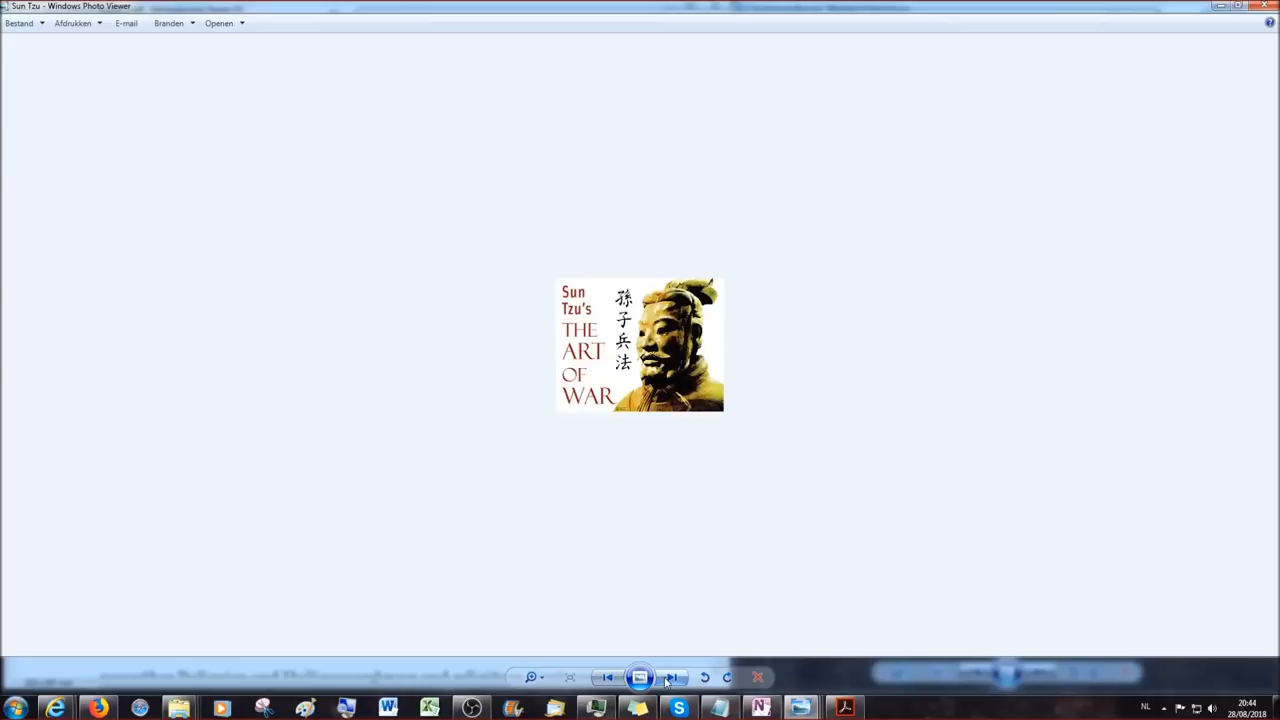 Sun Tzu - Windows Photo Viewer
Bestand Afdrukken E-mail Branden Openen
Sun
Tzu's
THE
ART
OF
WAR
孫
子
兵
法
NL
20:44
28/08/2018